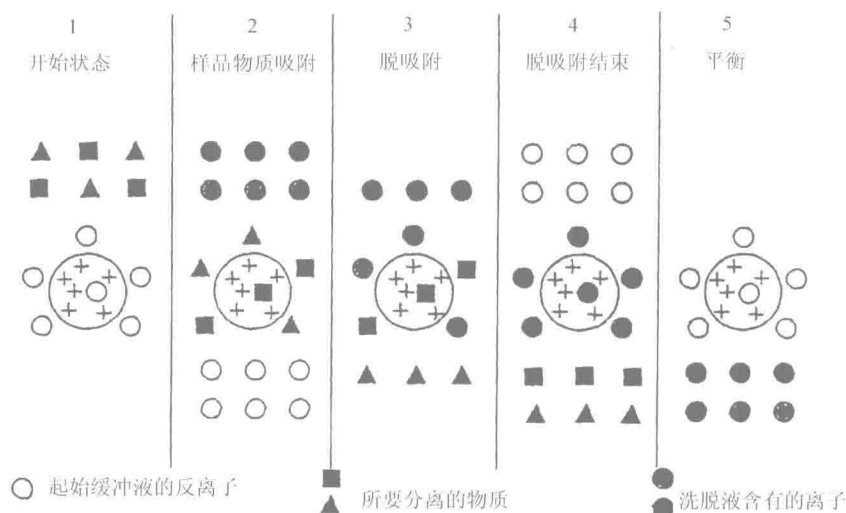 1
开始状态
2
样品物质吸附
3
脱吸附
4
脱吸附结束
5
平衡
起始缓冲液的反离子
所要分离的物质
洗脱液含有的离子